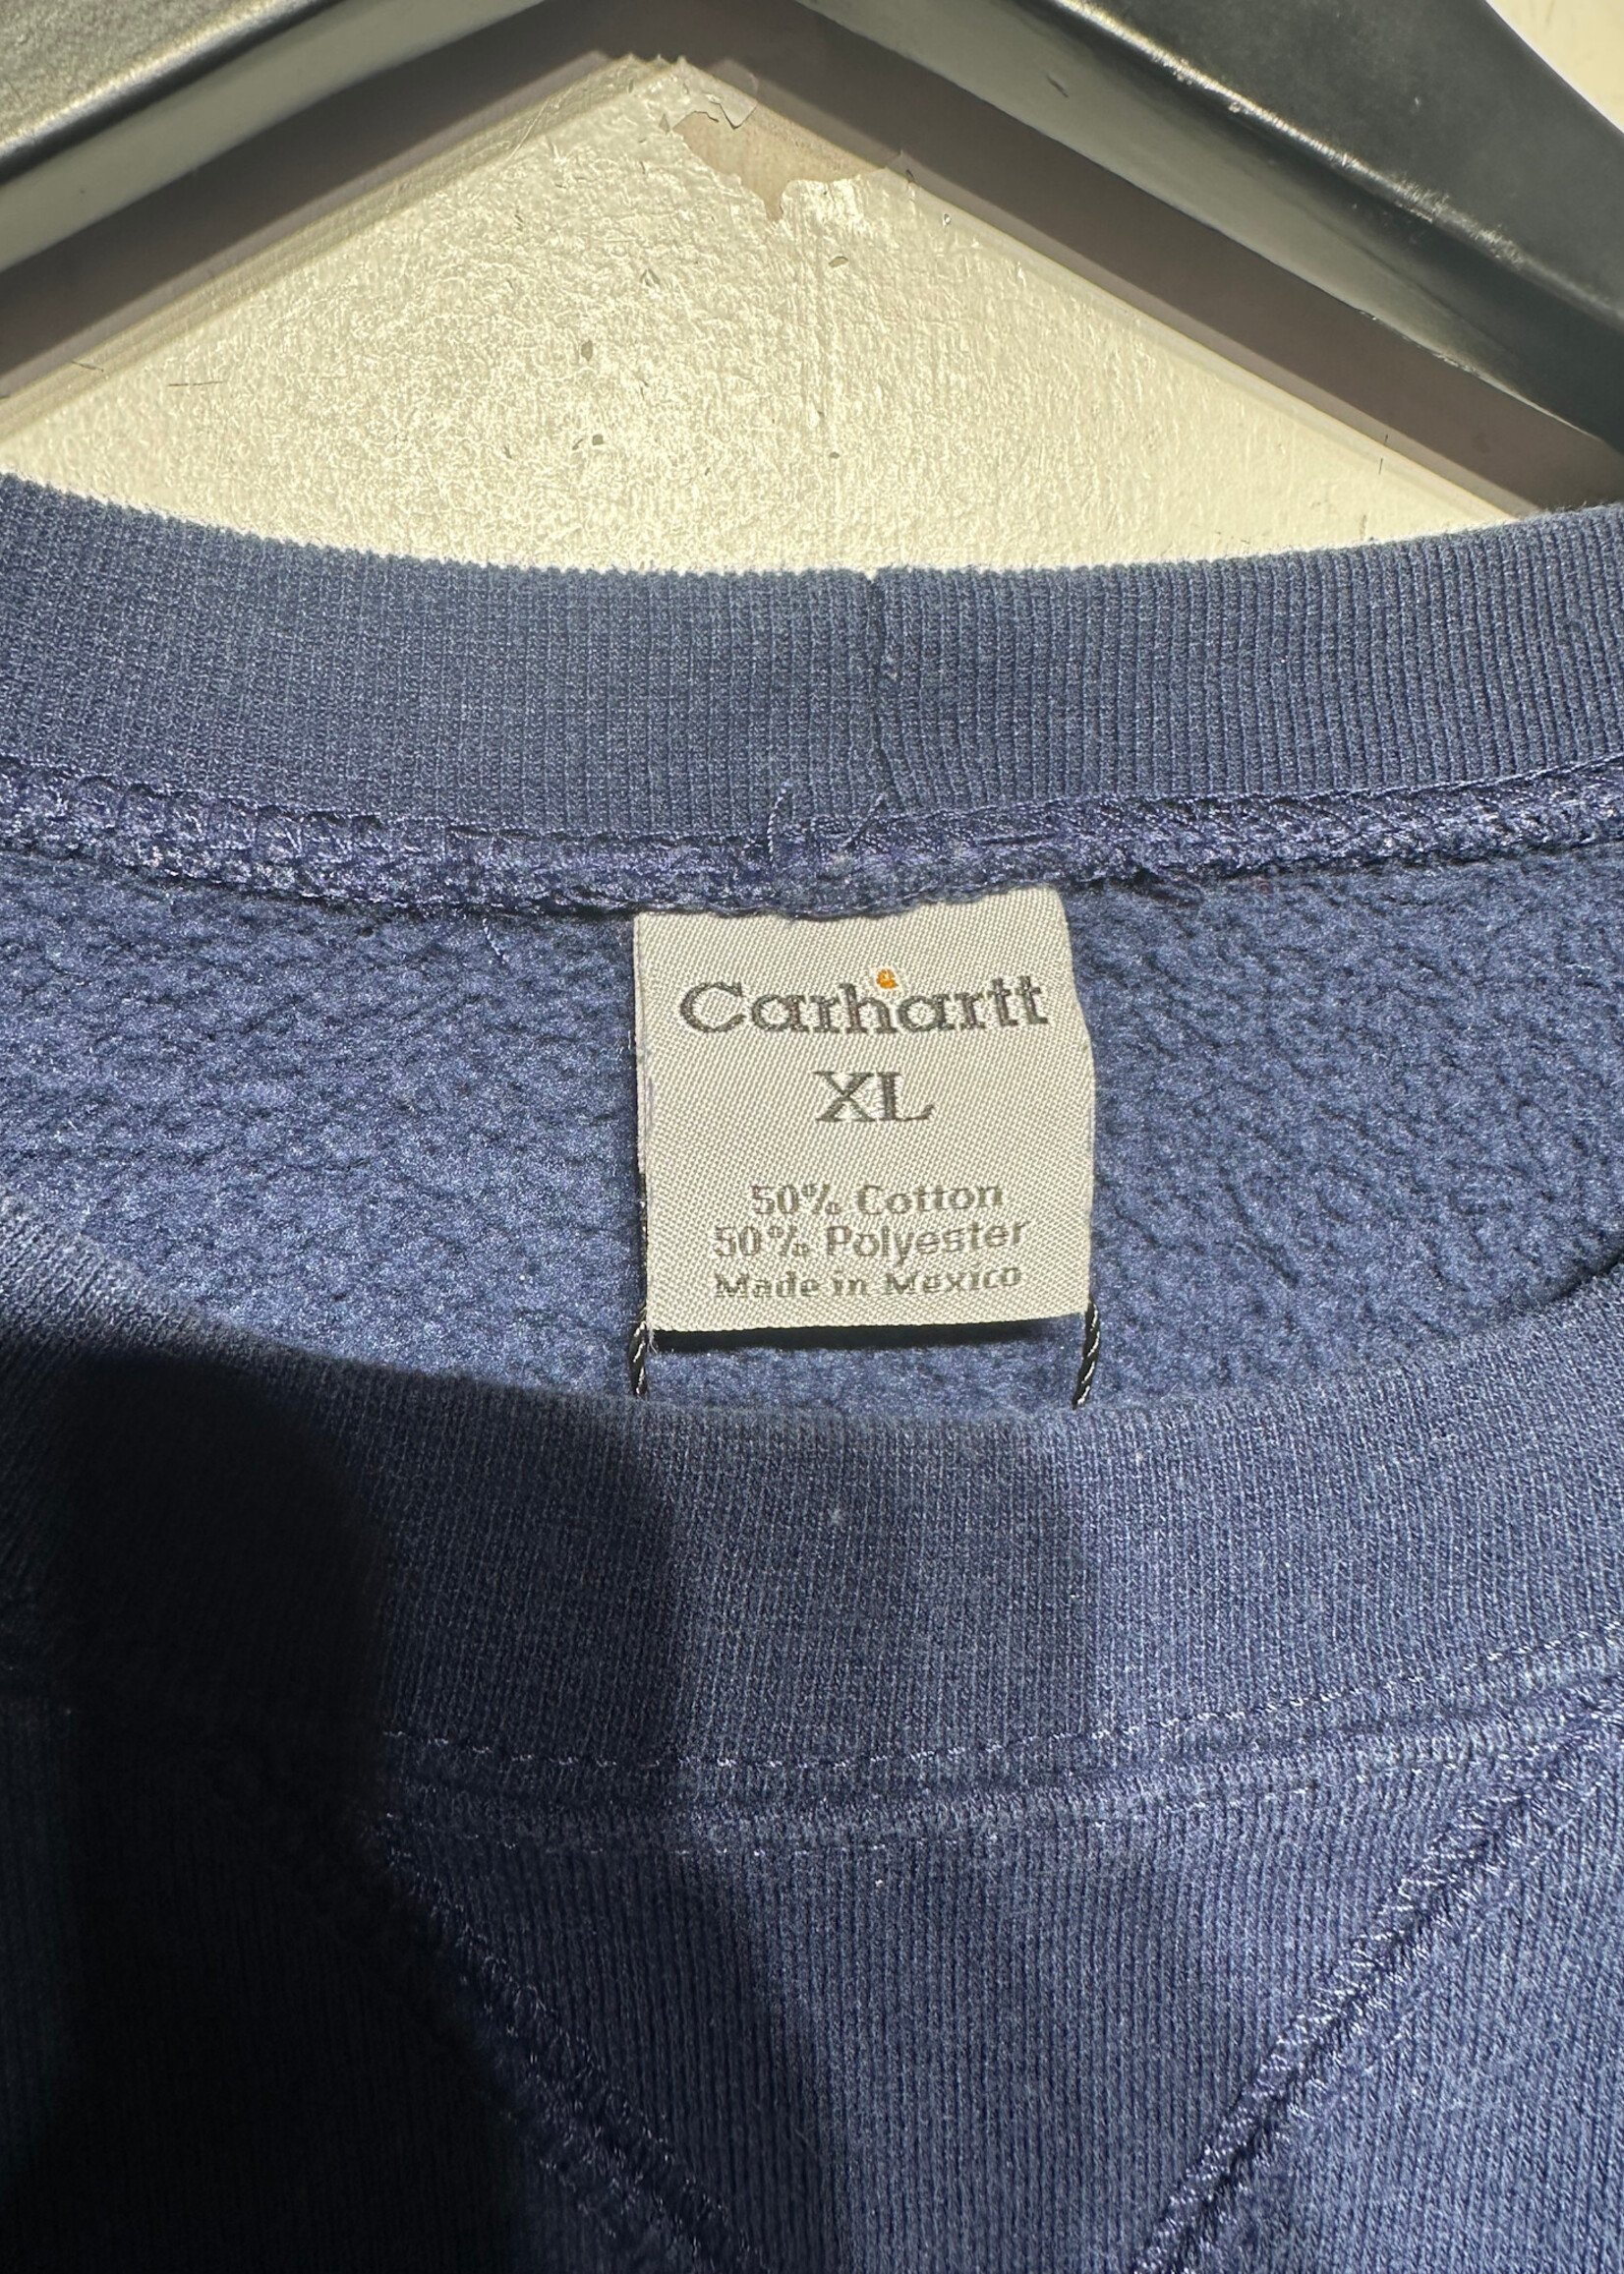 Carhartt
XL
50% Cotton
50% Polyester
Made in Mexico